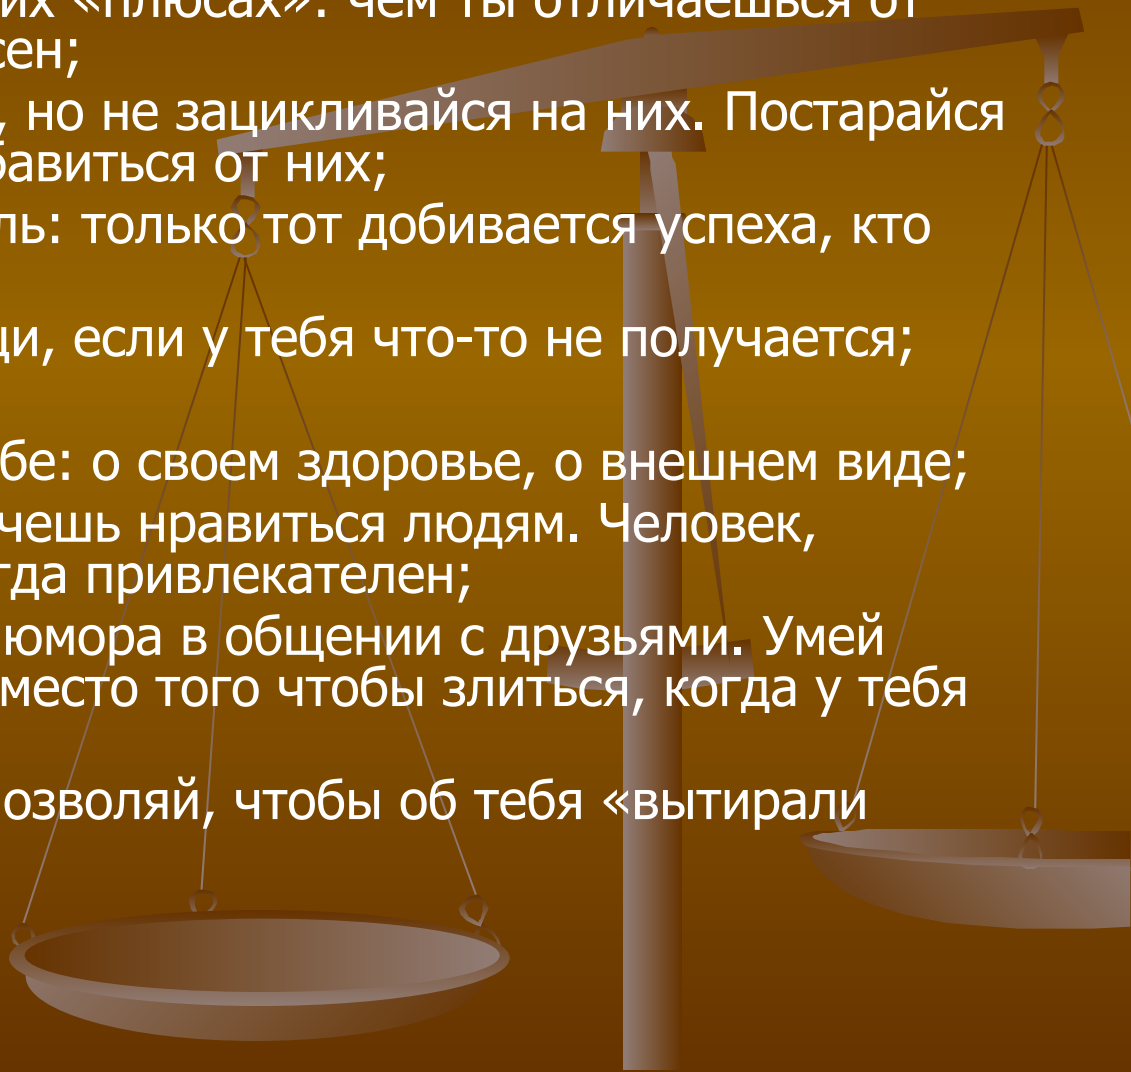 их «плюсах»: чем ты отличаешься от
сен;
, но не зацикливайся на них. Постарайся
бавиться от них;
ль: только тот добивается успеха, кто
щи, если у тебя что-то не получается;
бе: о своем здоровье, о внешнем виде;
чешь нравиться людям. Человек,
гда привлекателен;
юмора в общении с друзьями. Умей
место того чтобы злиться, когда у тебя
озволяй, чтобы об тебя «вытирали